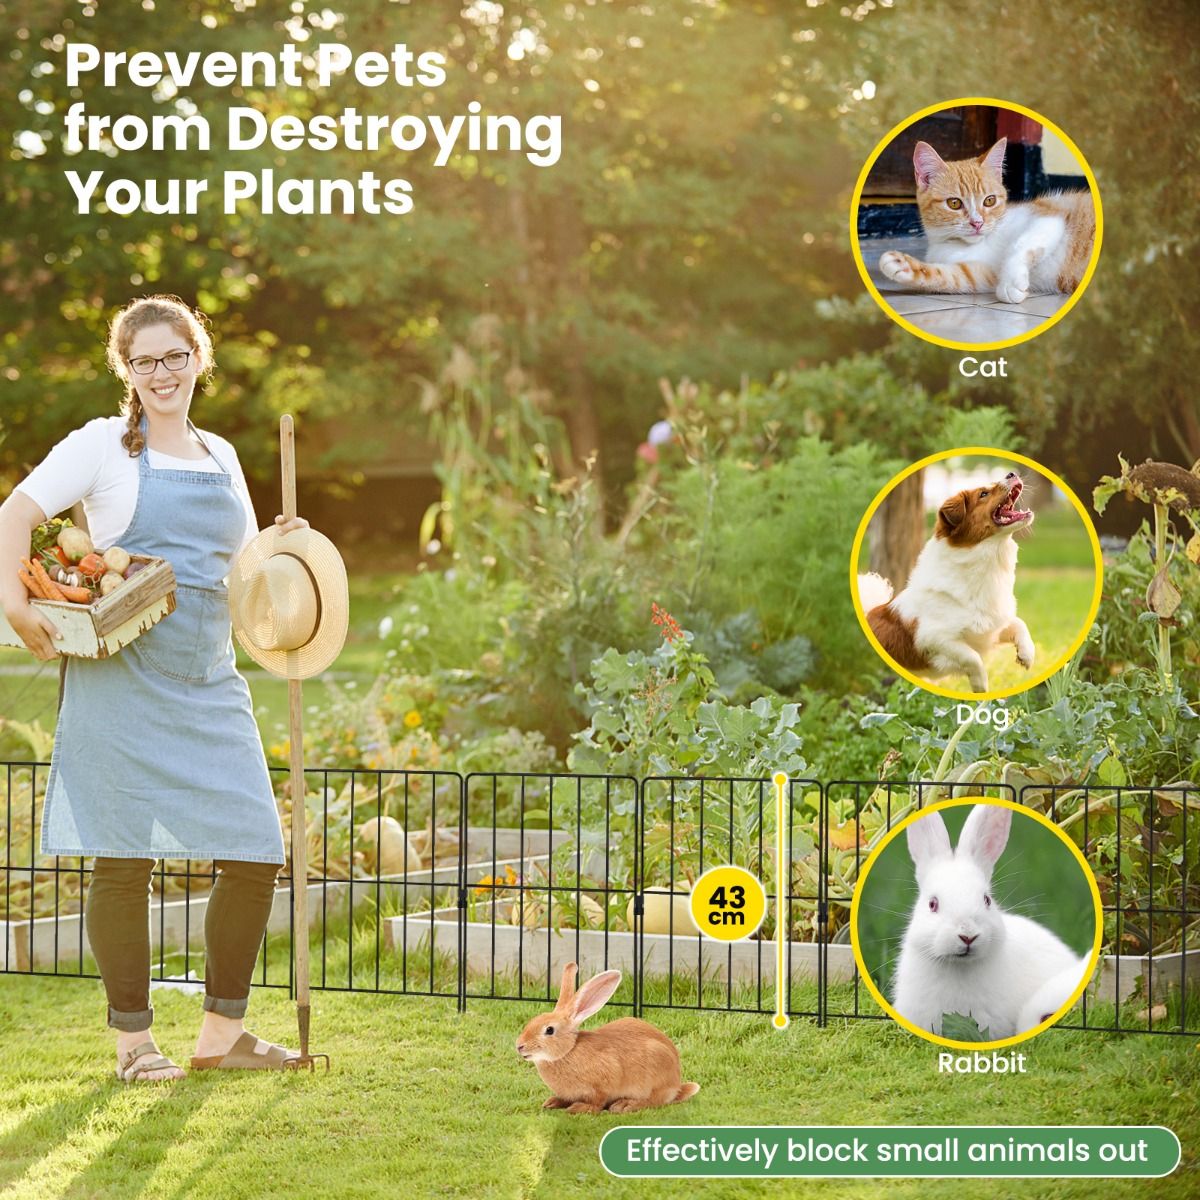 Prevent Pets
from Destroying
Your Plants
Cat
Dog
43
cm
Rabbit
Effectively block small animals out